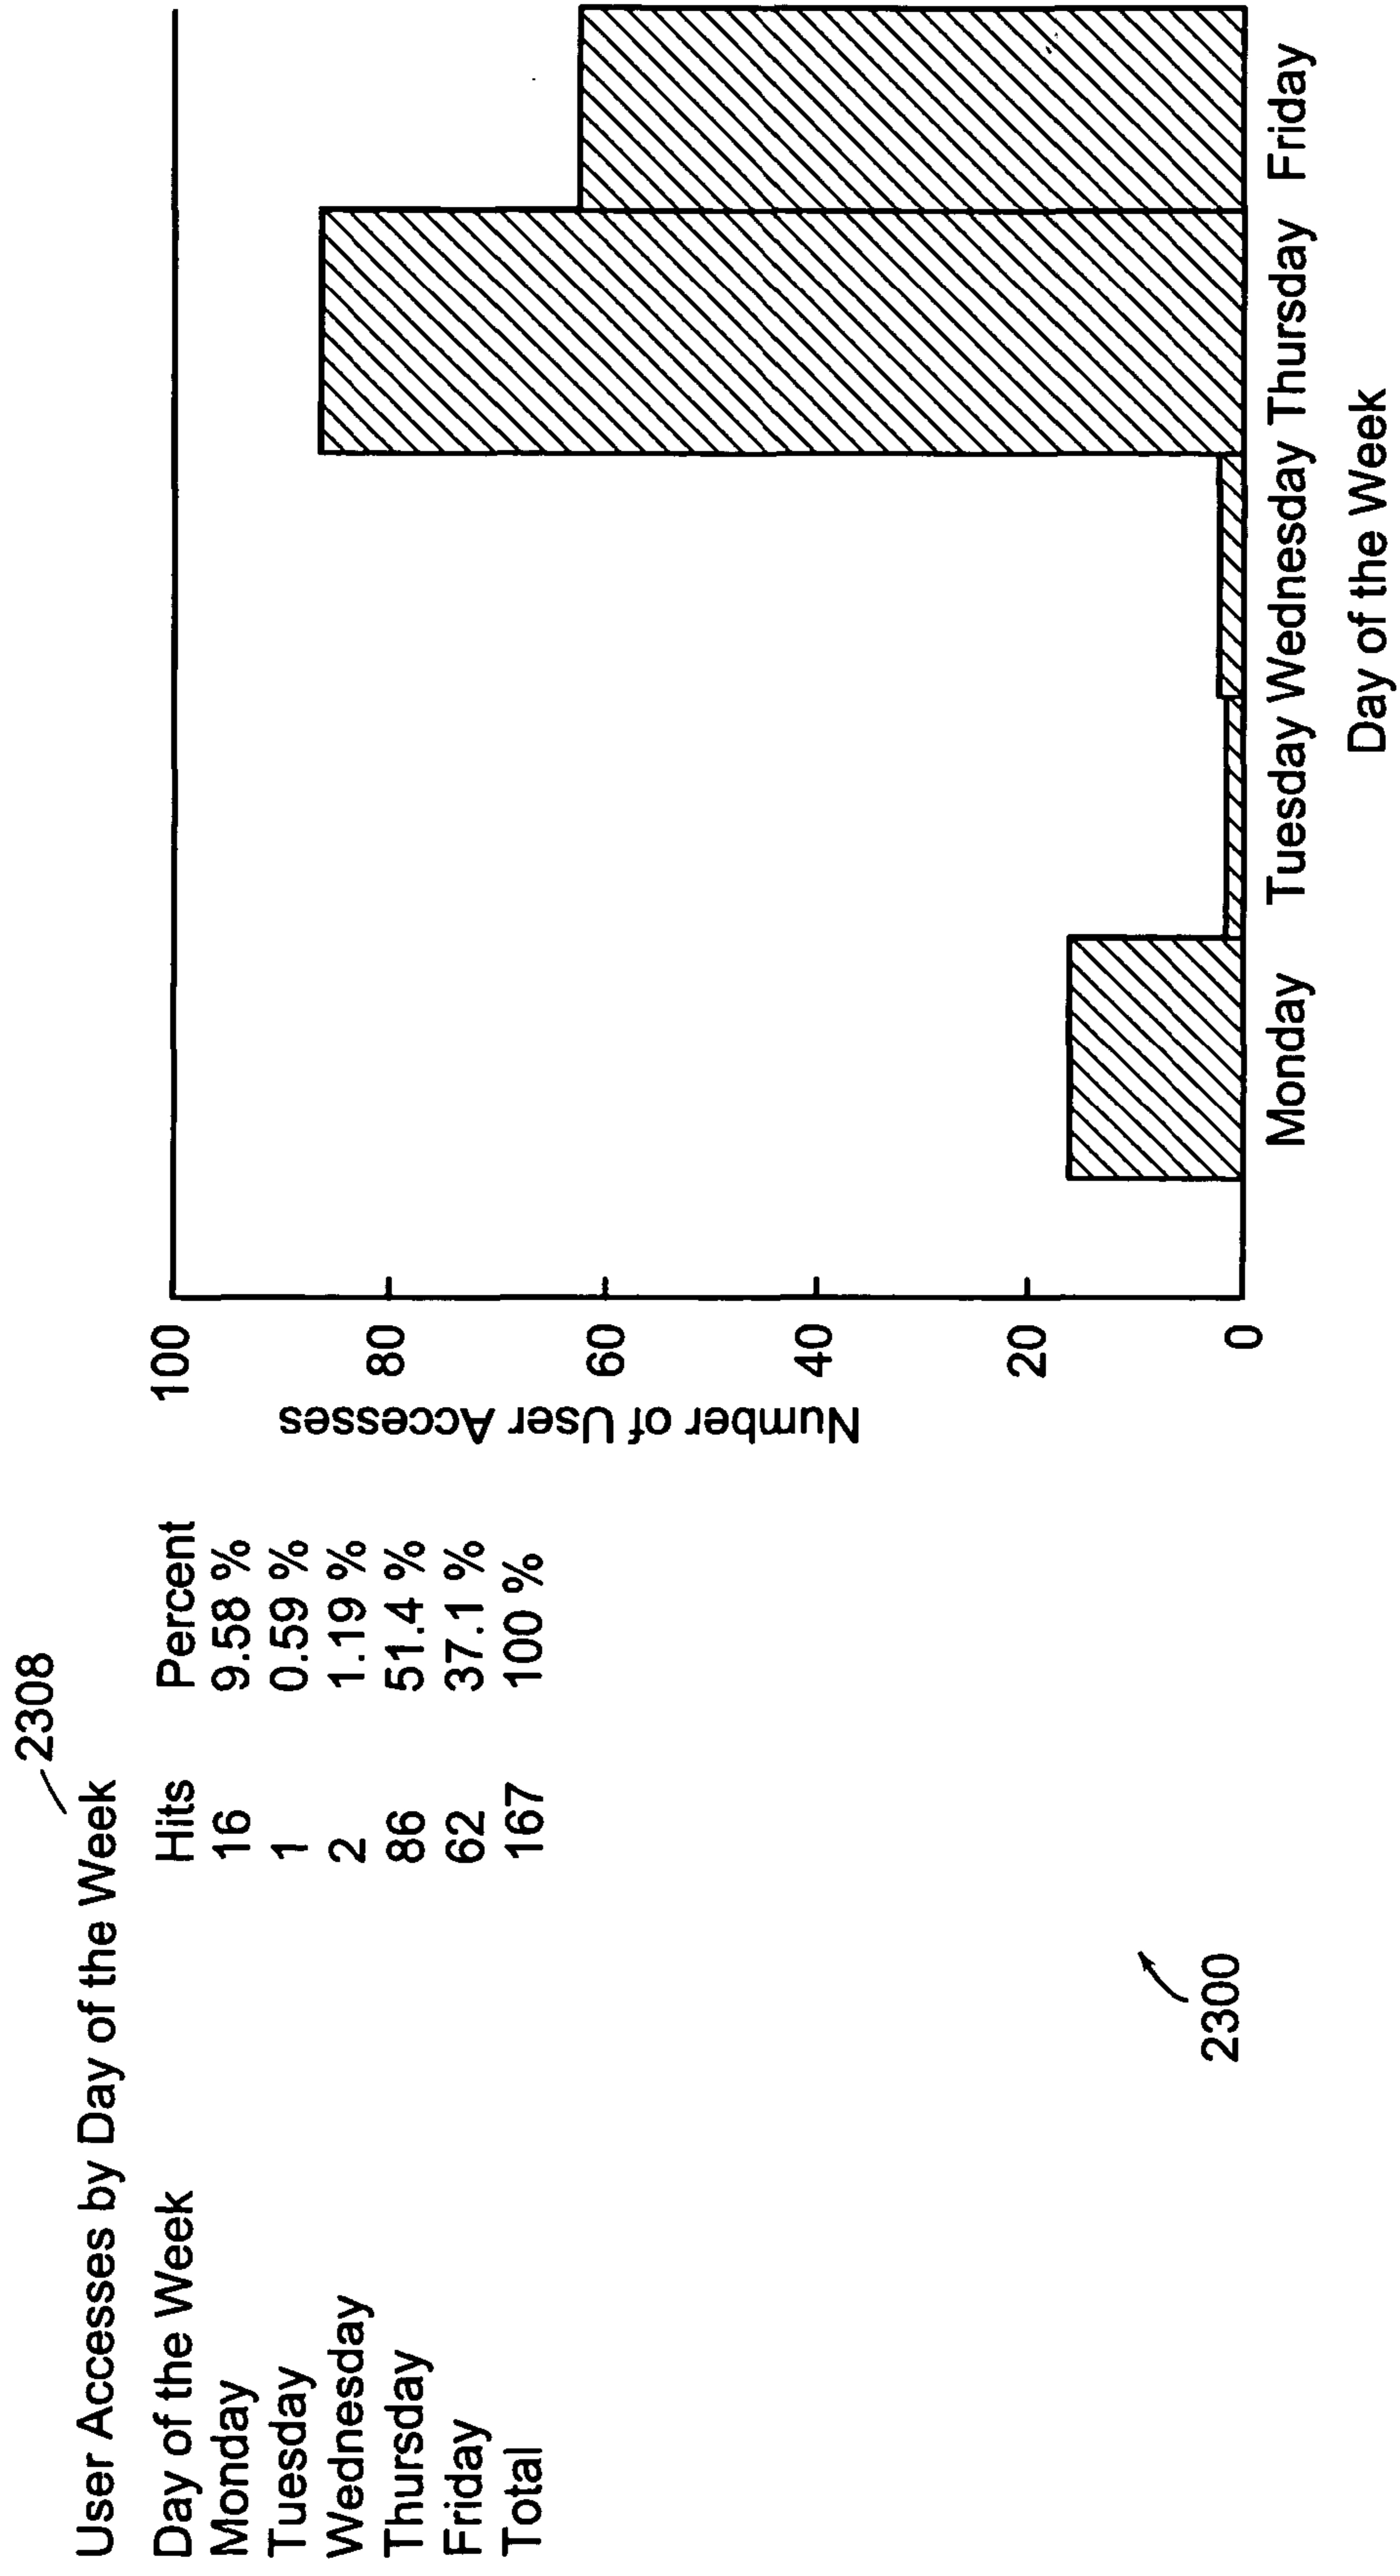 User Accesses by Day of the Week
2308
Day of the Week Hits Percent
Monday 16 9.58 %
Tuesday 1 0.59 %
Wednesday 2 1.19 %
Thursday 86 51.4 %
Friday 62 37.1 %
Total 167 100 %
2300
Number of User Accesses
100
80
60
40
20
0
Monday Tuesday Wednesday Thursday Friday
Day of the Week